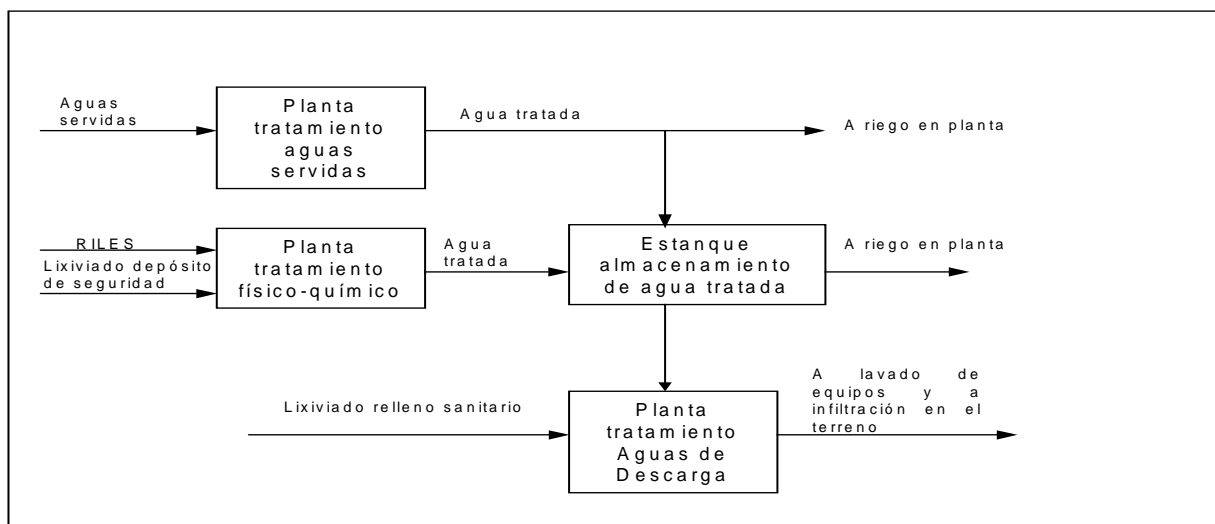 Aguas
servidas
Planta
tratamiento
aguas
servidas
Agua tratada
A riego en planta
RILES
Lixiviado depósito
de seguridad
Planta
tratamiento
físico-químico
Agua
tratada
Estanque
almacenamiento
de agua tratada
A riego en planta
Lixiviado relleno sanitario
Planta
tratamiento
Aguas de
Descarga
A lavado de
equipos y a
infiltración en el
terreno